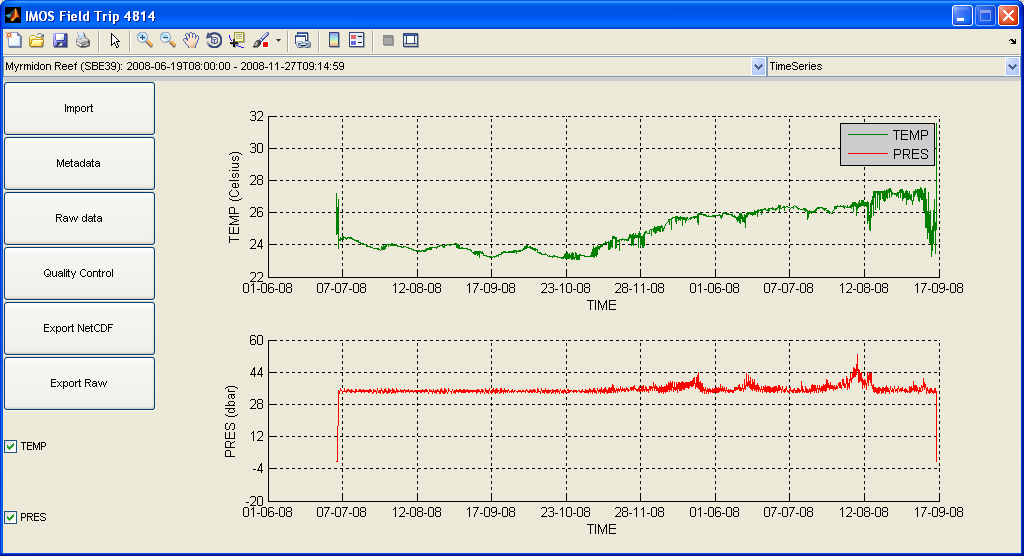 IMOS Field Trip 4814
Myrmidon Reef (SBE39): 2008-06-19T08:00:00 - 2008-11-27T09:14:59
TimeSeries
Import
Metadata
Raw data
Quality Control
Export NetCDF
Export Raw
TEMP
PRES
TEMP (Celsius)
32
30
28
26
24
22
TEMP
PRES
01-06-08 07-07-08 12-08-08 17-09-08 23-10-08 28-11-08 01-06-08 07-07-08 12-08-08 17-09-08
TIME
PRES (dbar)
60
44
28
12
-4
-20
01-06-08 07-07-08 12-08-08 17-09-08 23-10-08 28-11-08 01-06-08 07-07-08 12-08-08 17-09-08
TIME